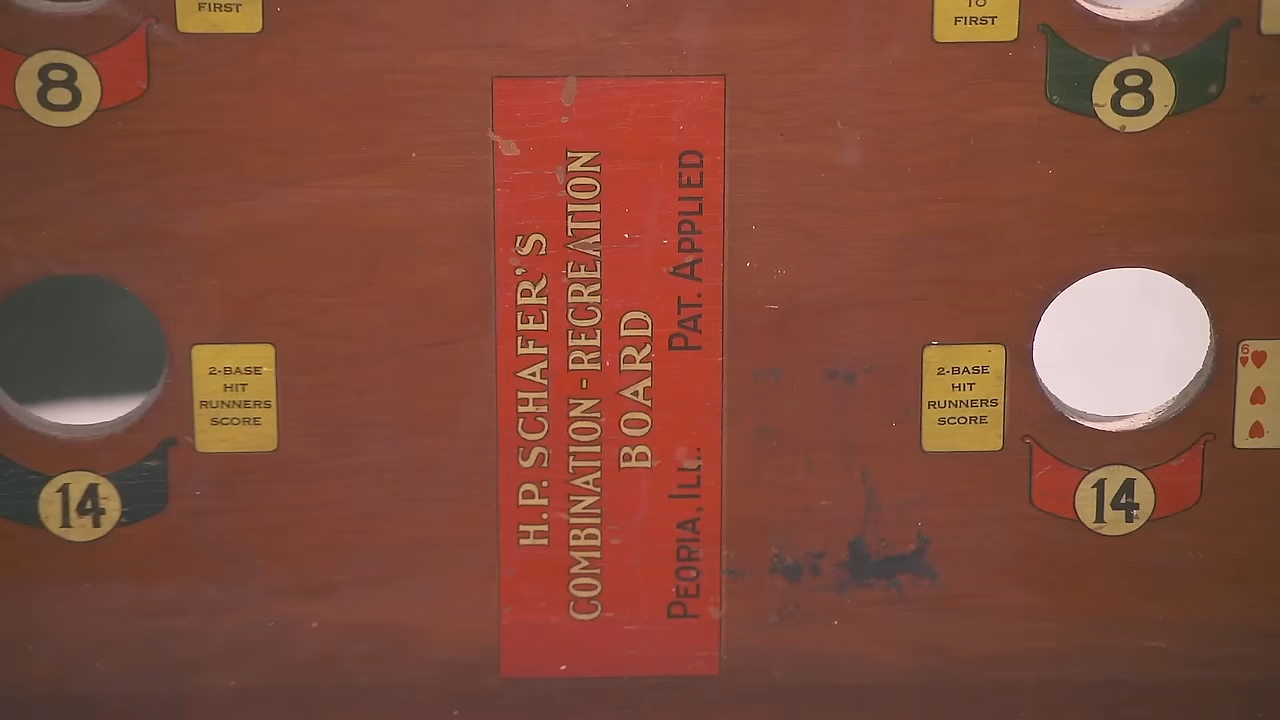 FIRST
TO
FIRST
8
8
H.P. SCHAFER'S
COMBINATION-RECREATION
BOARD
PEORIA, ILL. PAT. APPLIED
2-BASE
HIT
RUNNERS
SCORE
2-BASE
HIT
RUNNERS
SCORE
6
14
14